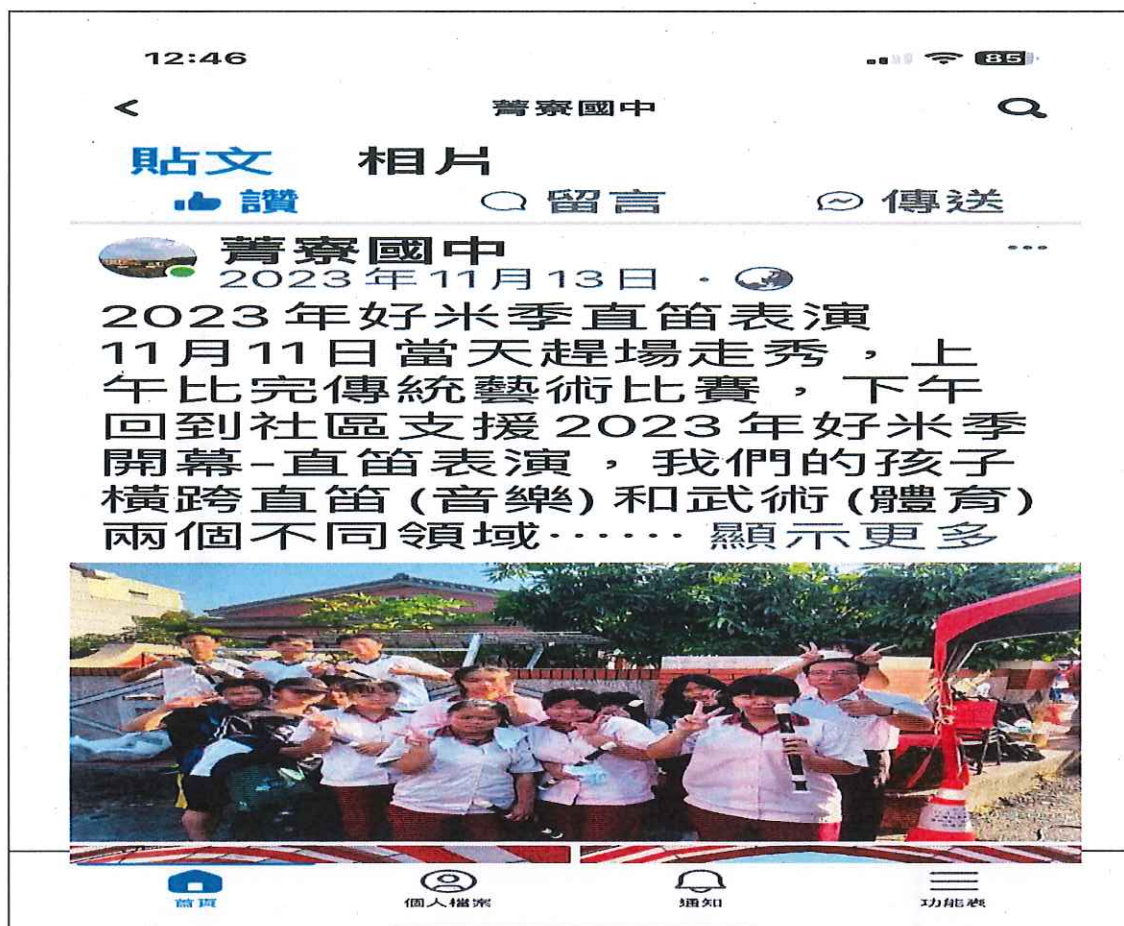 12:46
85
菁寮國中
貼文 相片
讚 留言 傳送
菁寮國中
2023年11月13日
2023年好米季直笛表演
11月11日當天趕場走秀，上
午比完傳統藝術比賽，下午
回到社區支援2023年好米季
開幕-直笛表演，我們的孩子
橫跨直笛(音樂)和武術(體育)
兩個不同領域…… 顯示更多
首頁 個人檔案 通知 功能表